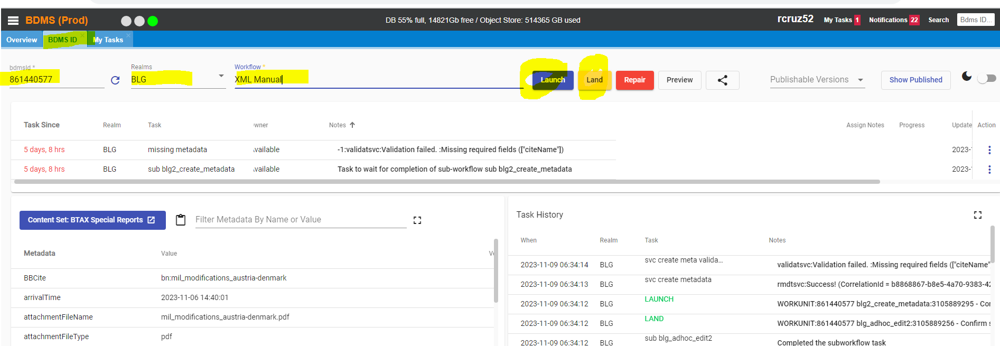 BDMS (Prod)
DB 55% full, 14821Gb free / Object Store: 514365 GB used
rcruz52 My Tasks 1 Notifications 22 Search Bdms ID...
Overview BDMS ID × My Tasks ×
bdmsId * Realms Workflow *
861440577 BLG XML Manual Launch Land Repair Preview Publishable Versions Show Published
Task Since Realm Task wner Notes Assign Notes Progress Update Action
5 days, 8 hrs BLG missing metadata vailable -1:validatsvc:Validation failed. :Missing required fields (["citeName"]) 2023-
5 days, 8 hrs BLG sub blg2_create_metadata vailable Task to wait for completion of sub-workflow sub blg2_create_metadata 2023-
Content Set: BTAX Special Reports Filter Metadata By Name or Value
Metadata Value
BBCite bn:mil_modifications_austria-denmark
arrivalTime 2023-11-06 14:40:01
attachmentFileName mil_modifications_austria-denmark.pdf
attachmentFileType pdf
Task History
When Realm Task Notes
2023-11-09 06:34:14 BLG svc create meta valida... validatsvc:Validation failed. :Missing required fields (["citeName"
2023-11-09 06:34:13 BLG svc create metadata rmdtsvc:Success! (CorrelationId = b8868867-b8e5-4a70-9383-42
2023-11-09 06:34:12 BLG LAUNCH WORKUNIT:861440577 blg2_create_metadata:3105889295 - Co
2023-11-09 06:34:12 BLG LAND WORKUNIT:861440577 blg_adhoc_edit2:3105889256 - Confirm s
2023-11-09 06:34:12 BLG sub blg_adhoc_edit2 Completed the subworkflow task